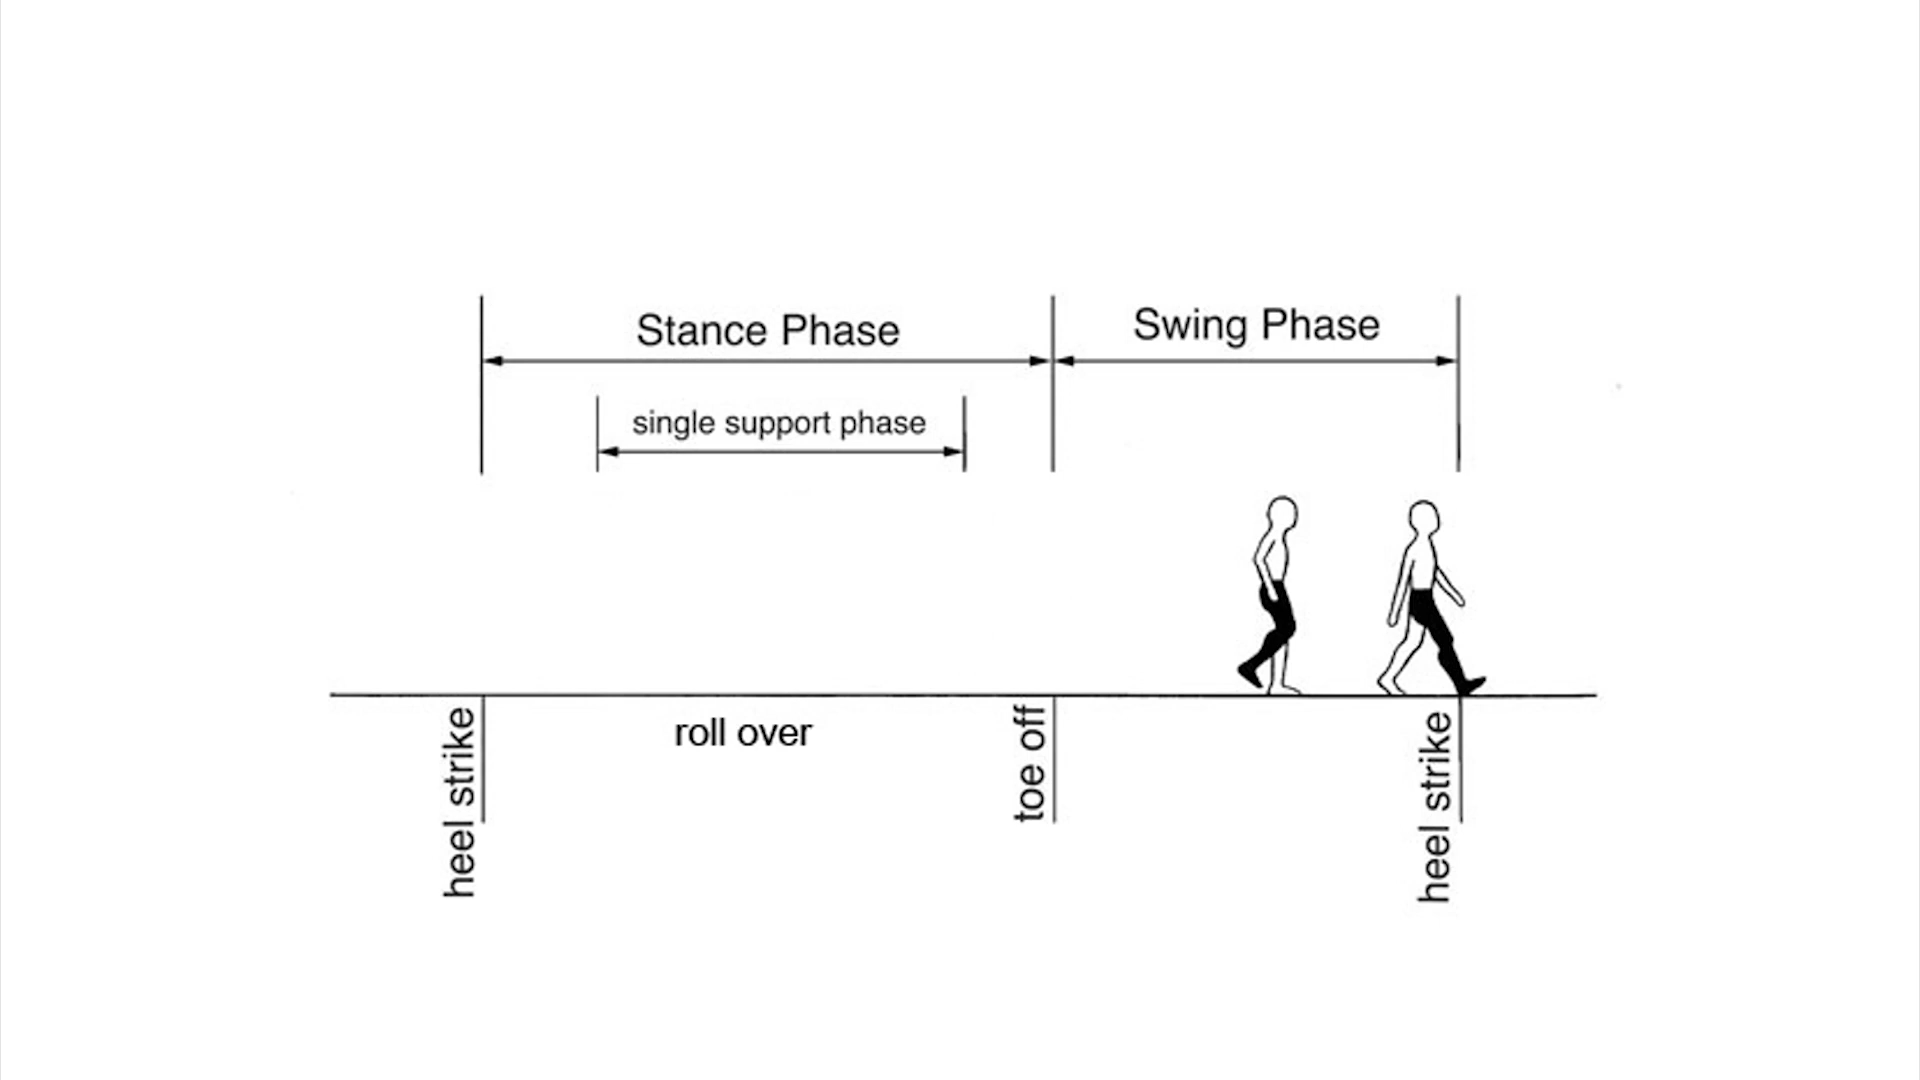 Stance Phase
Swing Phase
single support phase
heel strike
roll over
toe off
heel strike